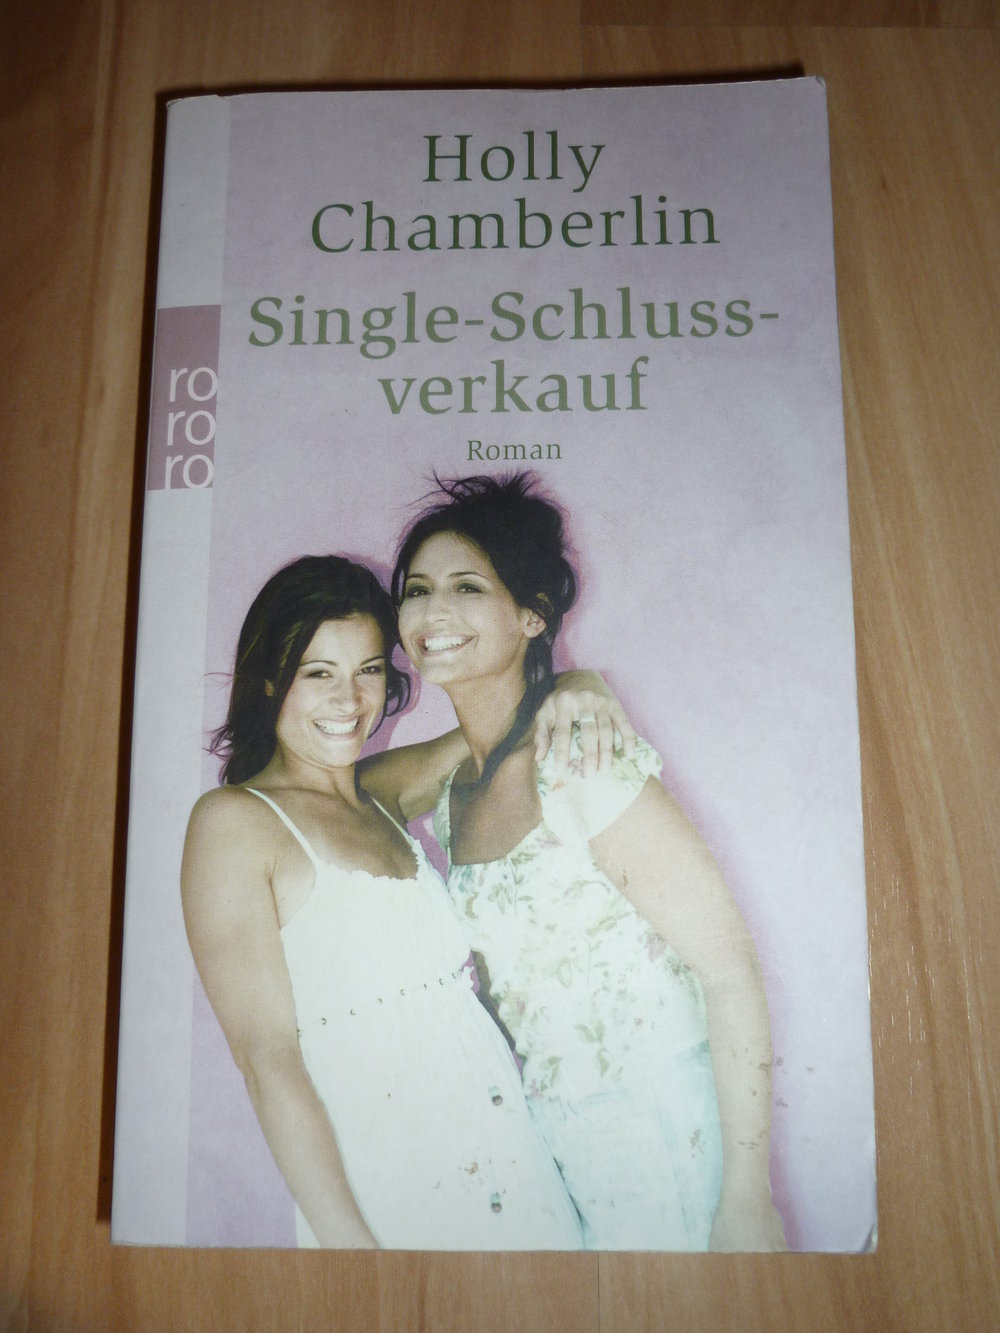 Holly
Chamberlin
Single-Schluss-
verkauf
Roman
ro
ro
ro